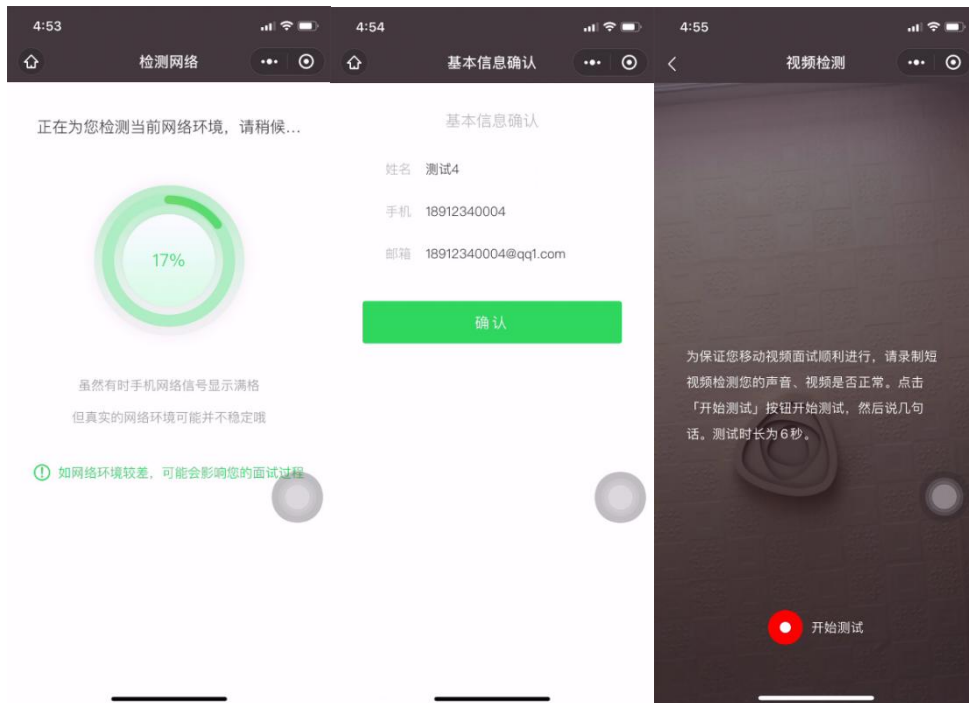 4:53
检测网络
正在为您检测当前网络环境，请稍候...
17%
虽然有时手机网络信号显示满格
但真实的网络环境可能并不稳定哦
如网络环境较差，可能会影响您的面试过程
4:54
基本信息确认
基本信息确认
姓名 测试4
手机 18912340004
邮箱 18912340004@qq1.com
确认
4:55
视频检测
为保证您移动视频面试顺利进行，请录制短
视频检测您的声音、视频是否正常。点击
「开始测试」按钮开始测试，然后说几句
话。测试时长为6秒。
开始测试